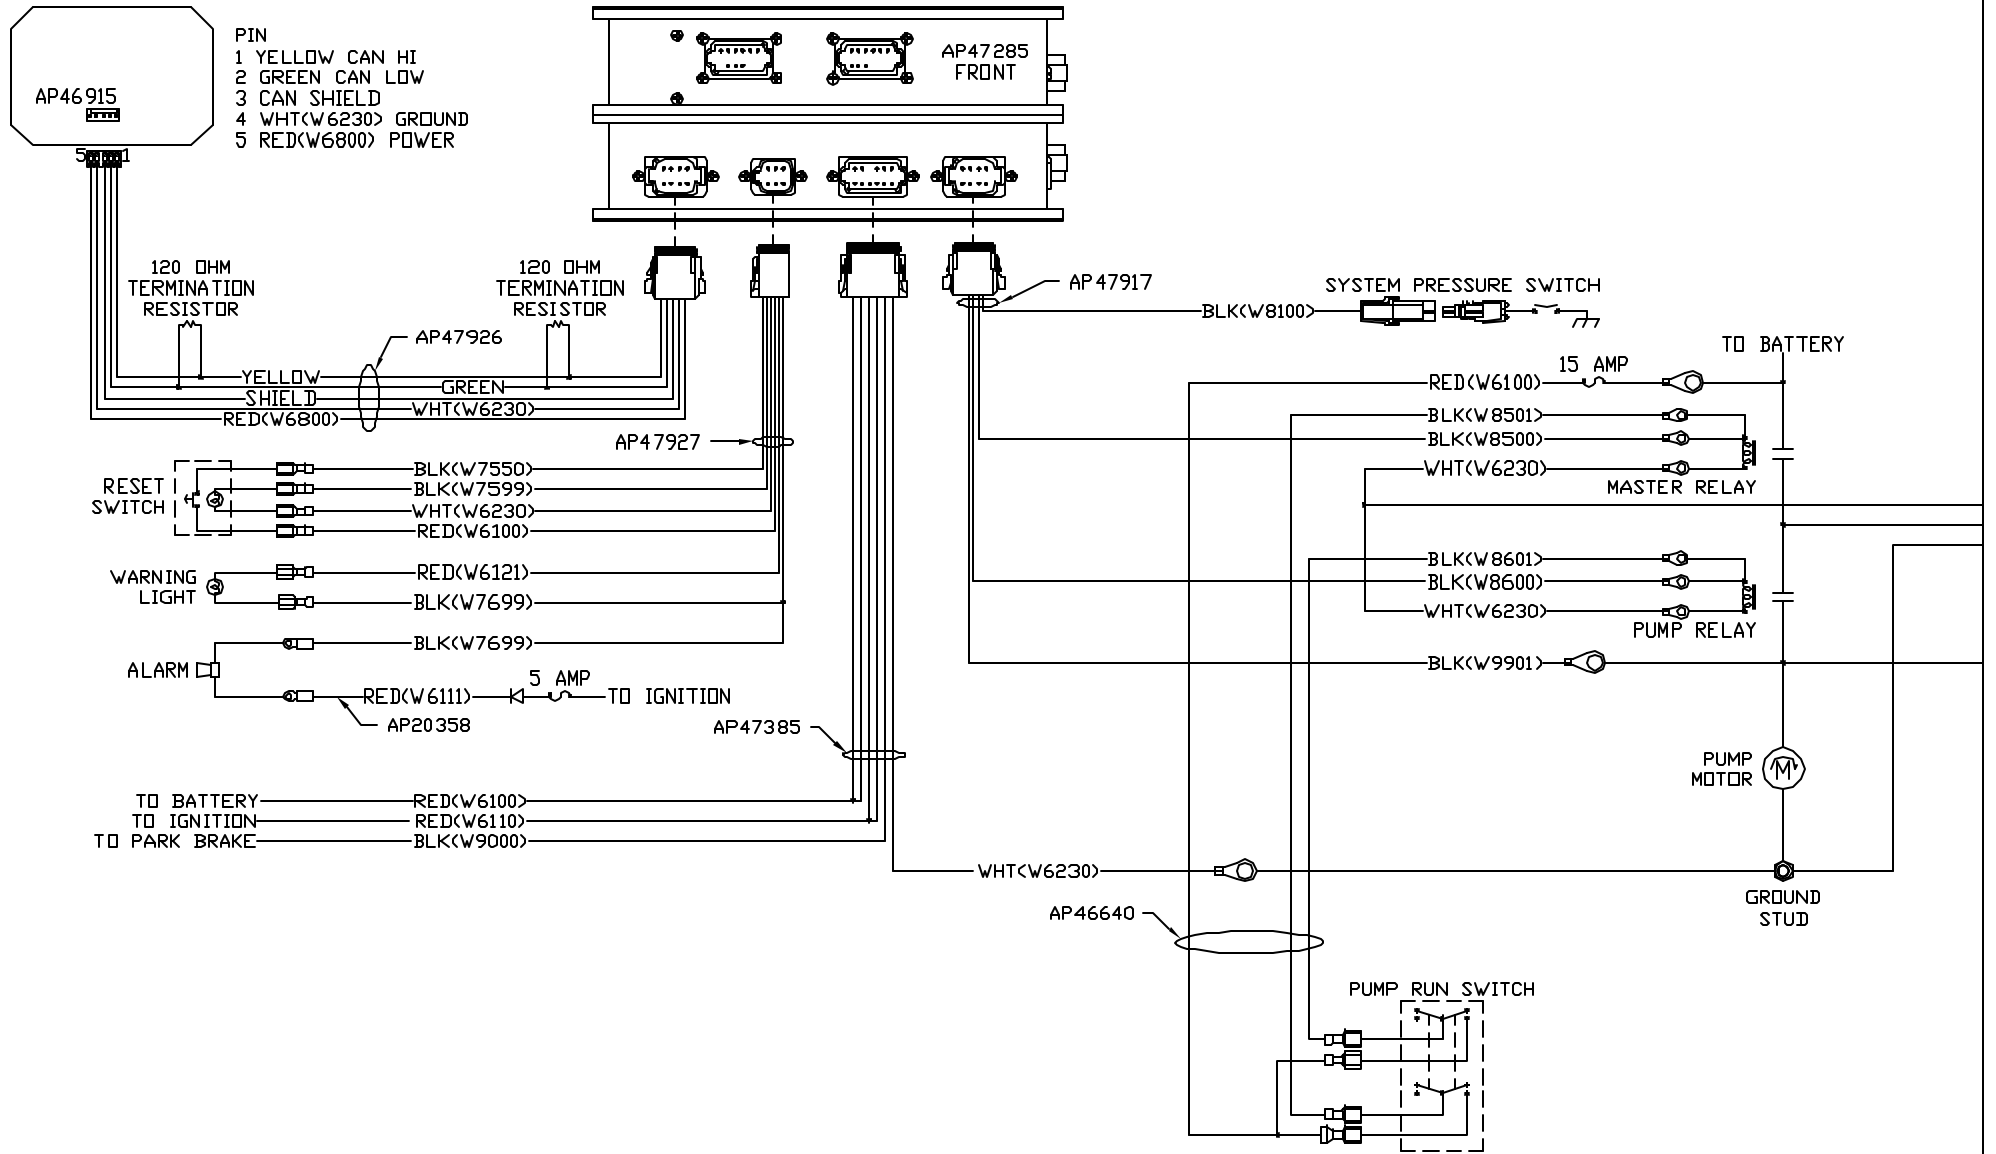 AP46915
5
1
PIN
1 YELLOW CAN HI
2 GREEN CAN LOW
3 CAN SHIELD
4 WHT(W6230) GROUND
5 RED(W6800) POWER
AP47285
FRONT
120 OHM
TERMINATION
RESISTOR
120 OHM
TERMINATION
RESISTOR
AP47926
YELLOW
GREEN
SHIELD
WHT(W6230)
RED(W6800)
AP47927
AP47917
BLK(W8100)
SYSTEM PRESSURE SWITCH
TO BATTERY
15 AMP
RED(W6100)
BLK(W8501)
BLK(W8500)
WHT(W6230)
MASTER RELAY
RESET
SWITCH
BLK(W7550)
BLK(W7599)
WHT(W6230)
RED(W6100)
WARNING
LIGHT
RED(W6121)
BLK(W7699)
BLK(W8601)
BLK(W8600)
WHT(W6230)
PUMP RELAY
ALARM
BLK(W7699)
BLK(W9901)
5 AMP
RED(W6111)
TO IGNITION
AP20358
AP47385
PUMP
MOTOR
M
TO BATTERY
RED(W6100)
TO IGNITION
RED(W6110)
TO PARK BRAKE
BLK(W9000)
WHT(W6230)
GROUND
STUD
AP46640
PUMP RUN SWITCH